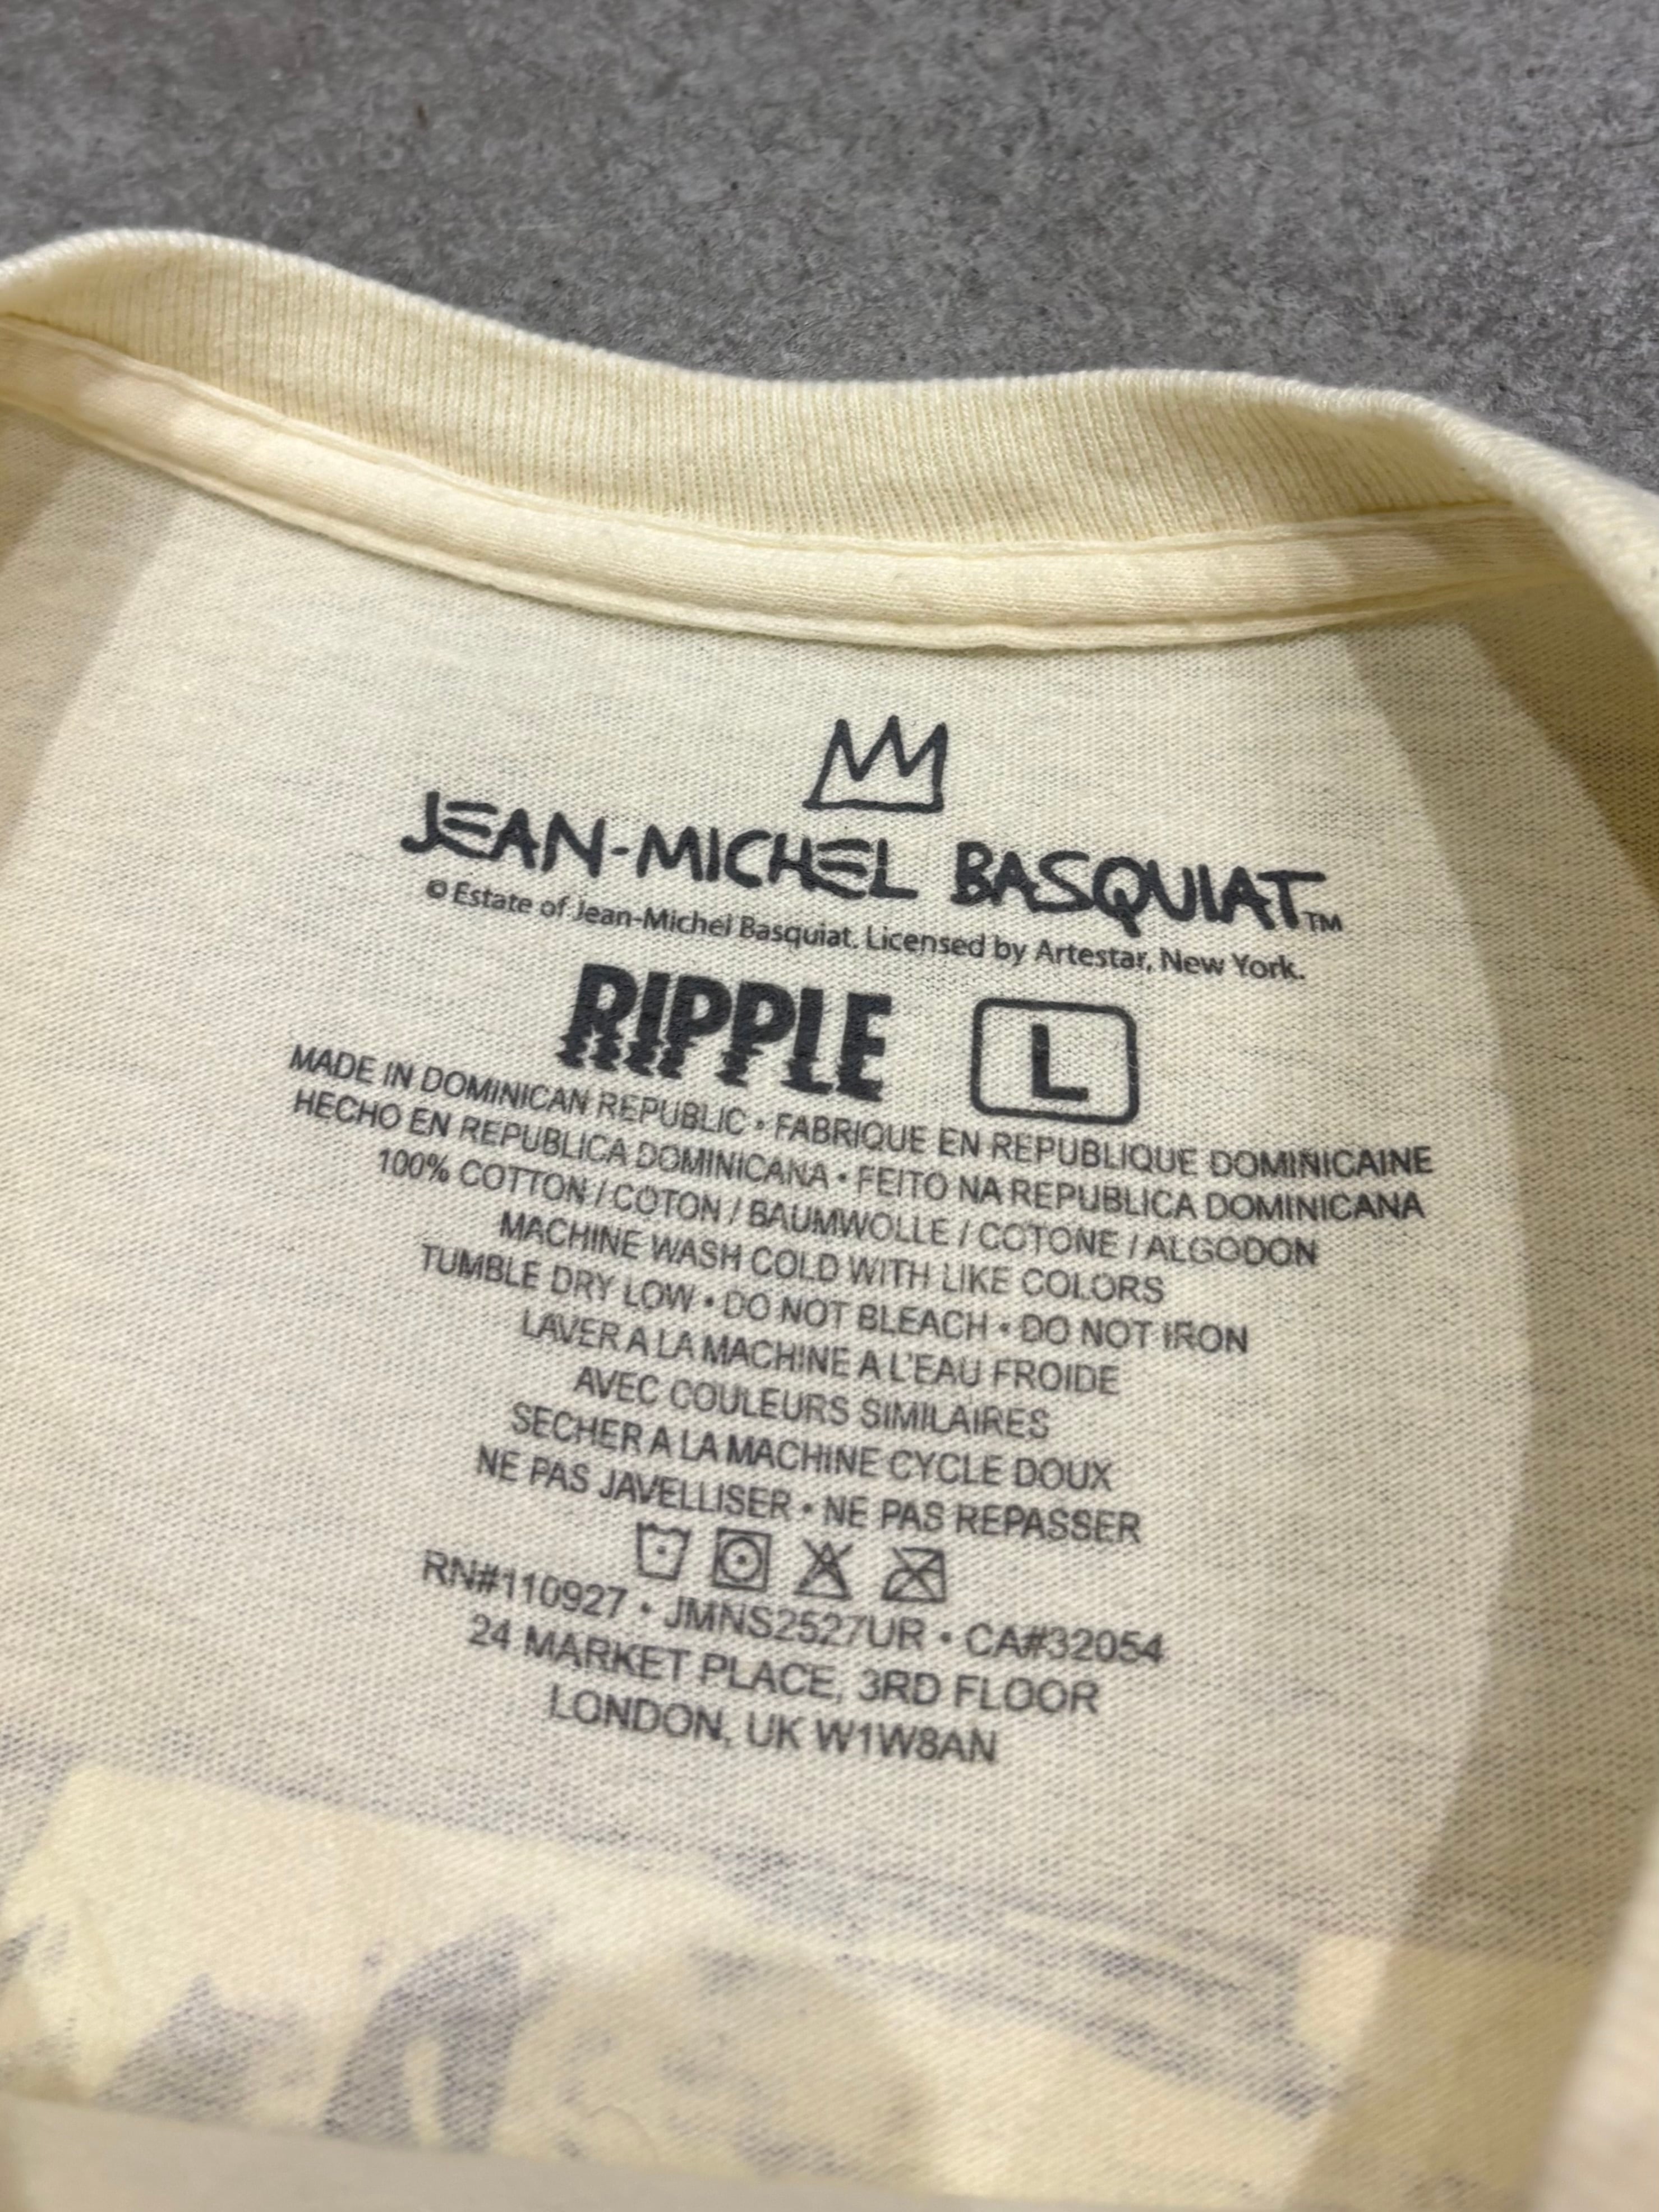 JEAN-MICHEL BASQUIAT™
© Estate of Jean-Michel Basquiat. Licensed by Artestar, New York.
RIPPLE L
MADE IN DOMINICAN REPUBLIC • FABRIQUE EN REPUBLIQUE DOMINICAINE
HECHO EN REPUBLICA DOMINICANA • FEITO NA REPUBLICA DOMINICANA
100% COTTON / COTON / BAUMWOLLE / COTONE / ALGODON
MACHINE WASH COLD WITH LIKE COLORS
TUMBLE DRY LOW • DO NOT BLEACH • DO NOT IRON
LAVER A LA MACHINE A L'EAU FROIDE
AVEC COULEURS SIMILAIRES
SECHER A LA MACHINE CYCLE DOUX
NE PAS JAVELLISER • NE PAS REPASSER
RN#110927 • JMNS2527UR • CA#32054
24 MARKET PLACE, 3RD FLOOR
LONDON, UK W1W8AN